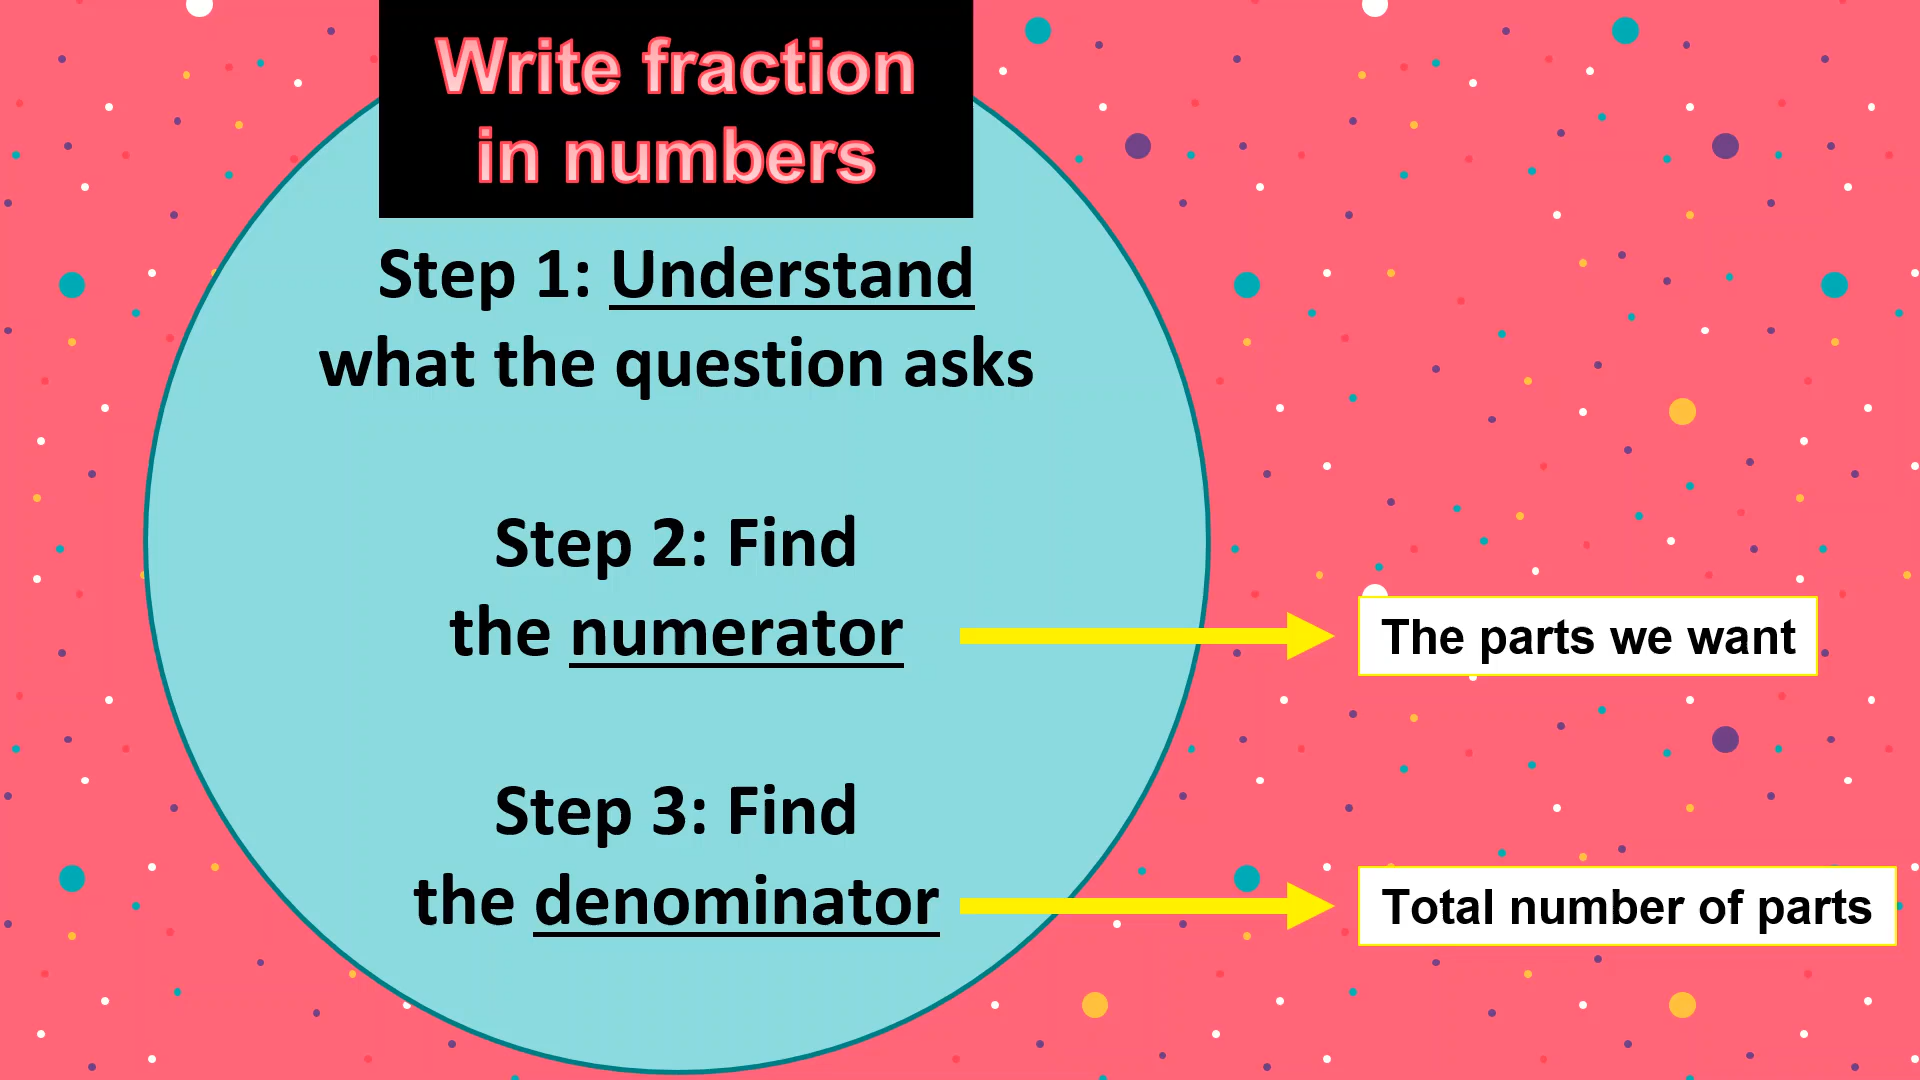 Write fraction
in numbers
Step 1: Understand
what the question asks
Step 2: Find
the numerator
The parts we want
Step 3: Find
the denominator
Total number of parts